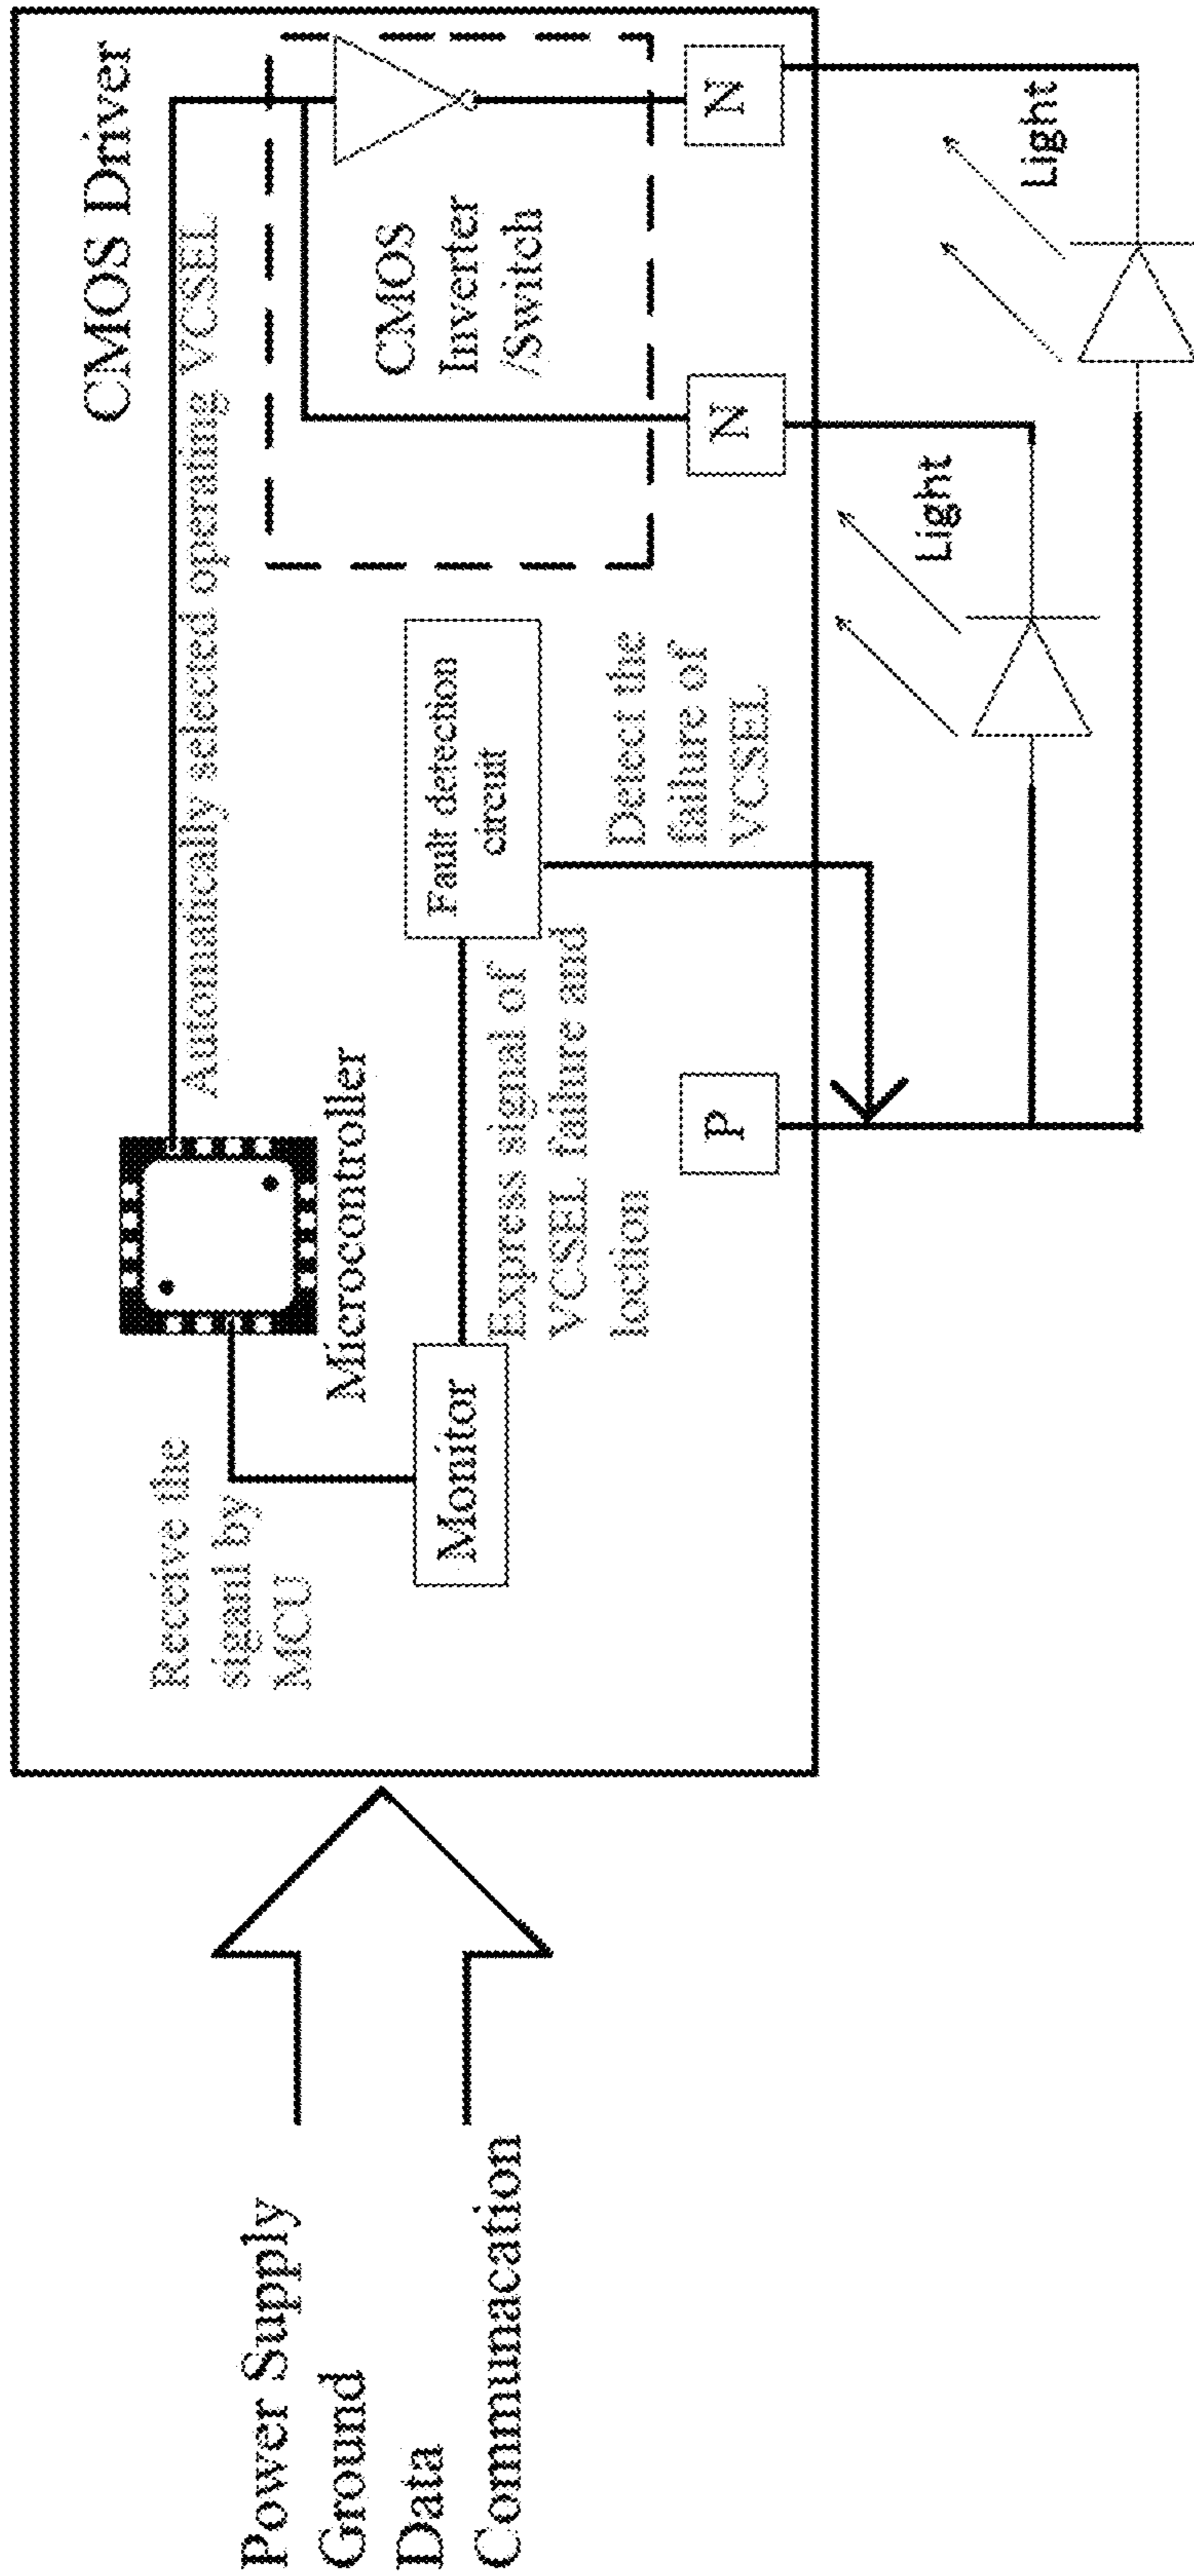 Power Supply
Ground
Data
Communacation
CMOS Driver
Receive the
siganl by
MCU
Microcontroller
Automatically selected operating VCSEL
Monitor
Express signal of
VCSEL failure and
loction
Fault detection
circuit
Detect the
failure of
VCSEL
CMOS
Inverter
/Switch
P
N
N
Light
Light